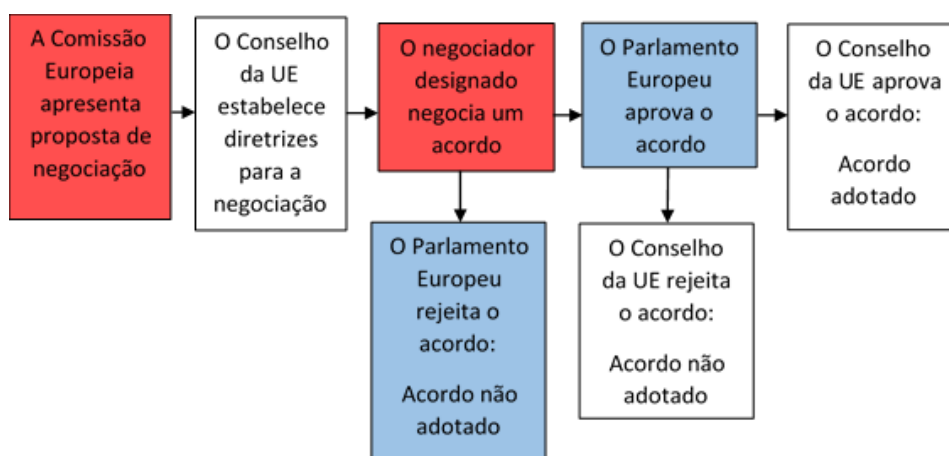 A Comissão
Europeia
apresenta
proposta de
negociação
O Conselho
da UE
estabelece
diretrizes
para a
negociação
O negociador
designado
negocia um
acordo
O Parlamento
Europeu
aprova o
acordo
O Conselho
da UE aprova
o acordo:
Acordo
adotado
O Parlamento
Europeu
rejeita o
acordo:
Acordo não
adotado
O Conselho
da UE rejeita
o acordo:
Acordo não
adotado